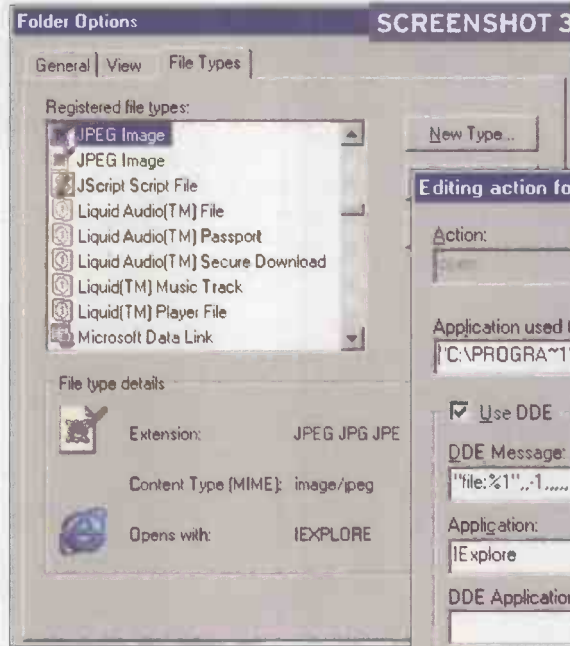 Folder Options
SCREENSHOT 3
General View File Types
Registered file types:
JPEG Image
JPEG Image
JScript Script File
Liquid Audio(TM) File
Liquid Audio(TM) Passport
Liquid Audio(TM) Secure Download
Liquid(TM) Music Track
Liquid(TM) Player File
Microsoft Data Link
New Type...
File type details
Extension: JPEG JPG JPE
Content Type (MIME): image/jpeg
Opens with: IEXPLORE
Editing action fo
Action:
Application used
"C:\PROGRA~1"
Use DDE
DDE Message:
"file:%1",,-1,,,,,
Application:
IExplore
DDE Application